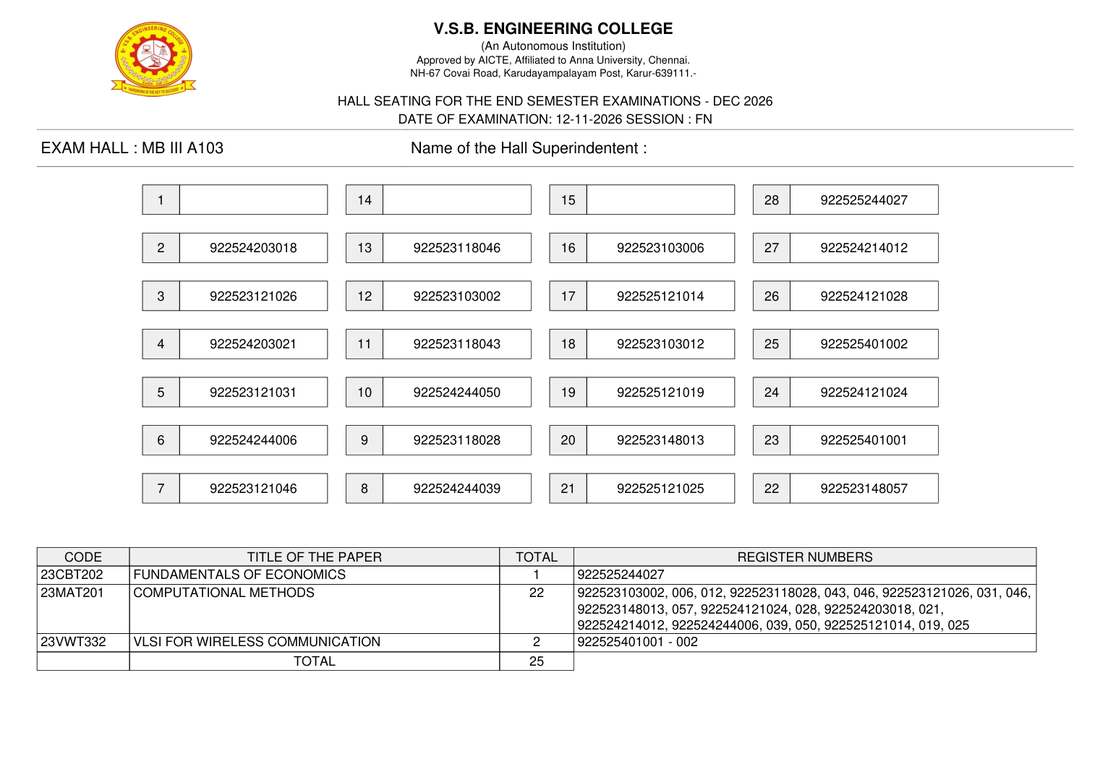 V.S.B. ENGINEERING COLLEGE
(An Autonomous Institution)
Approved by AICTE, Affiliated to Anna University, Chennai.
NH-67 Covai Road, Karudayampalayam Post, Karur-639111.-
HALL SEATING FOR THE END SEMESTER EXAMINATIONS - DEC 2026
DATE OF EXAMINATION: 12-11-2026 SESSION : FN
EXAM HALL : MB III A103 Name of the Hall Superindentent :
1 14 15 28 922525244027
2 922524203018 13 922523118046 16 922523103006 27 922524214012
3 922523121026 12 922523103002 17 922525121014 26 922524121028
4 922524203021 11 922523118043 18 922523103012 25 922525401002
5 922523121031 10 922524244050 19 922525121019 24 922524121024
6 922524244006 9 922523118028 20 922523148013 23 922525401001
7 922523121046 8 922524244039 21 922525121025 22 922523148057
CODE TITLE OF THE PAPER TOTAL REGISTER NUMBERS
23CBT202 FUNDAMENTALS OF ECONOMICS 1 922525244027
23MAT201 COMPUTATIONAL METHODS 22 922523103002, 006, 012, 922523118028, 043, 046, 922523121026, 031, 046,
922523148013, 057, 922524121024, 028, 922524203018, 021,
922524214012, 922524244006, 039, 050, 922525121014, 019, 025
23VWT332 VLSI FOR WIRELESS COMMUNICATION 2 922525401001 - 002
TOTAL 25